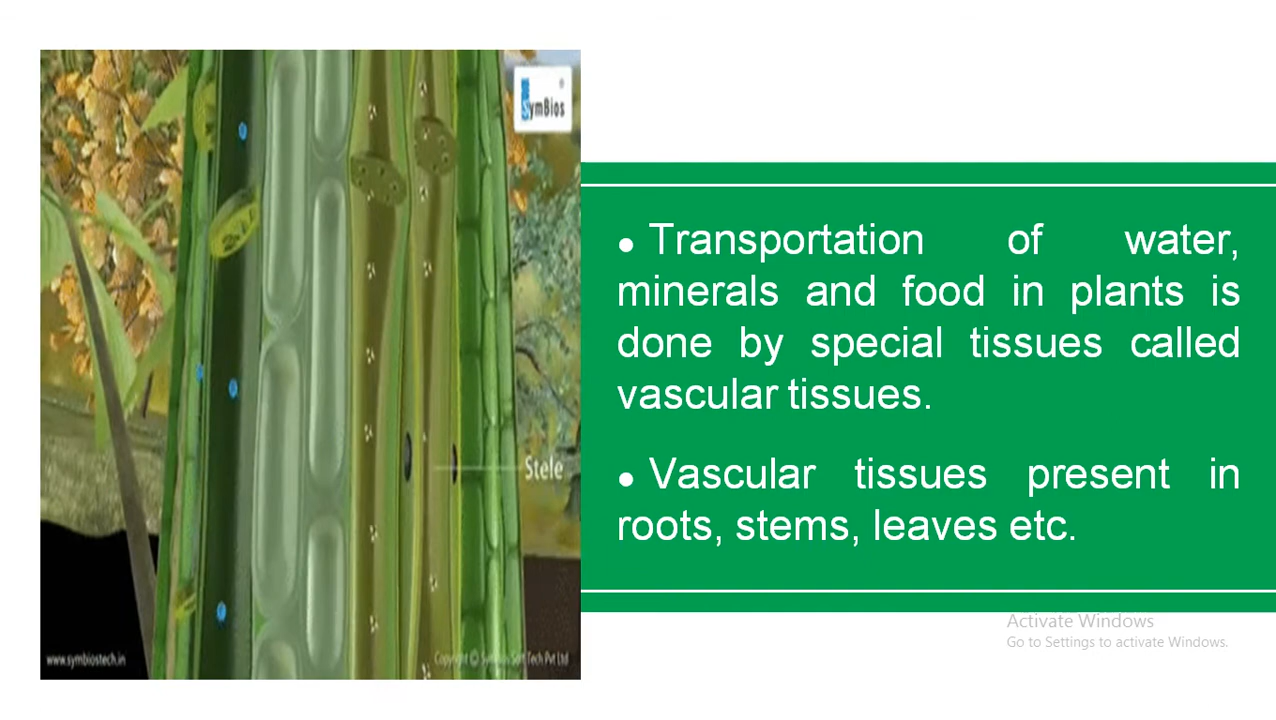 SymBios
®
● Transportation of water,
minerals and food in plants is
done by special tissues called
vascular tissues.
Stele
● Vascular tissues present in
roots, stems, leaves etc.
Activate Windows
Go to Settings to activate Windows.
www.symbiostech.in
Copyright © SymBios Soft Tech Pvt Ltd